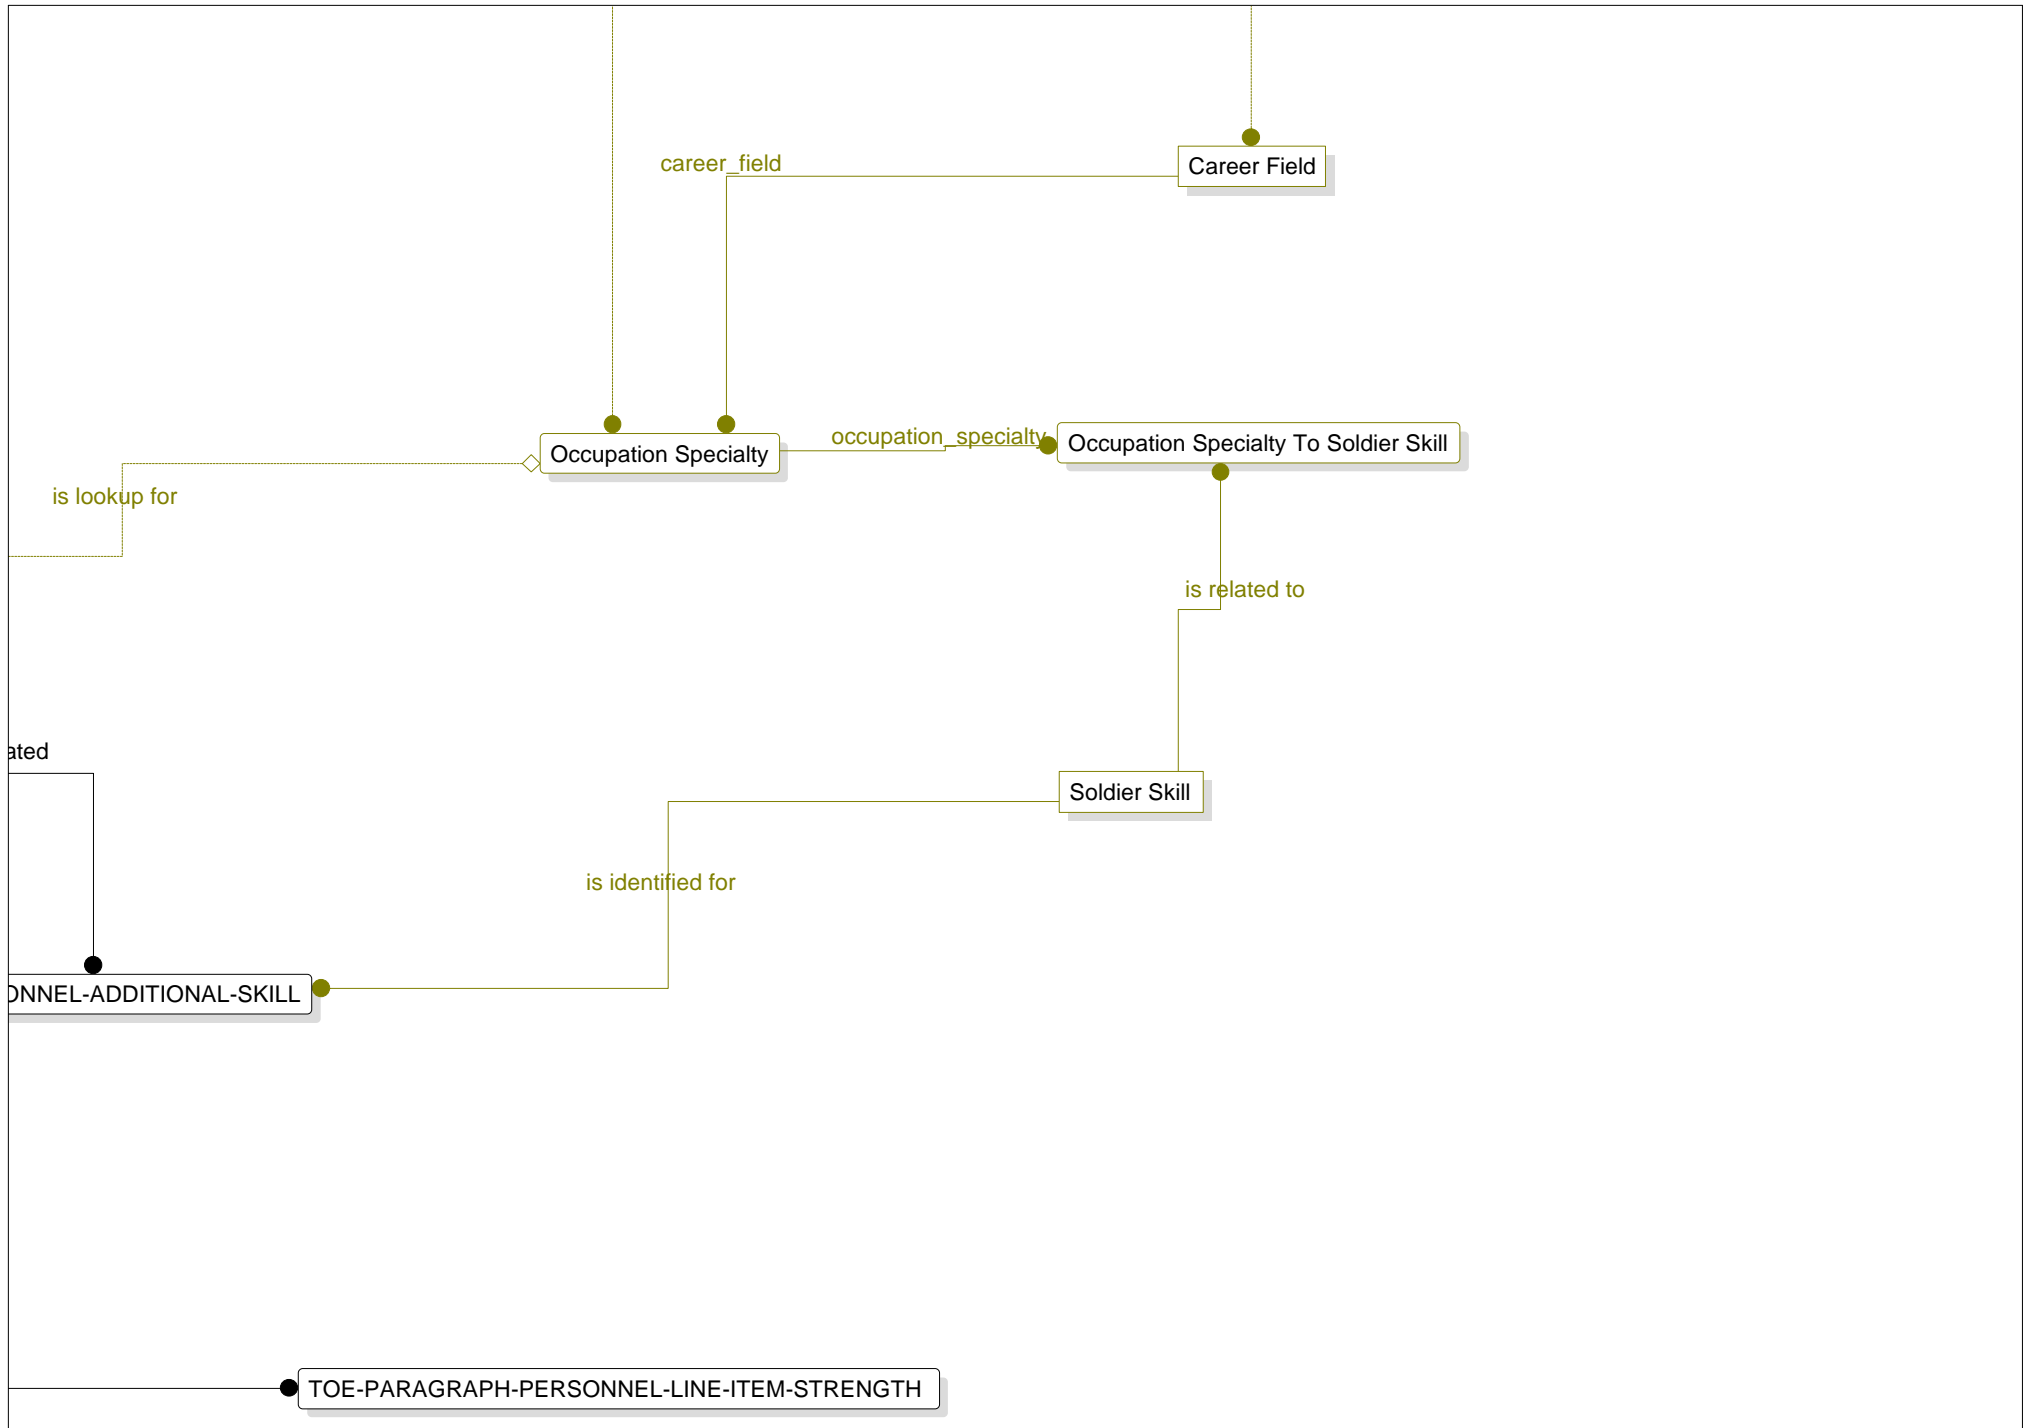 career_field
Career Field
occupation_specialty
Occupation Specialty To Soldier Skill
Occupation Specialty
is lookup for
is related to
ated
Soldier Skill
is identified for
ONNEL-ADDITIONAL-SKILL
TOE-PARAGRAPH-PERSONNEL-LINE-ITEM-STRENGTH